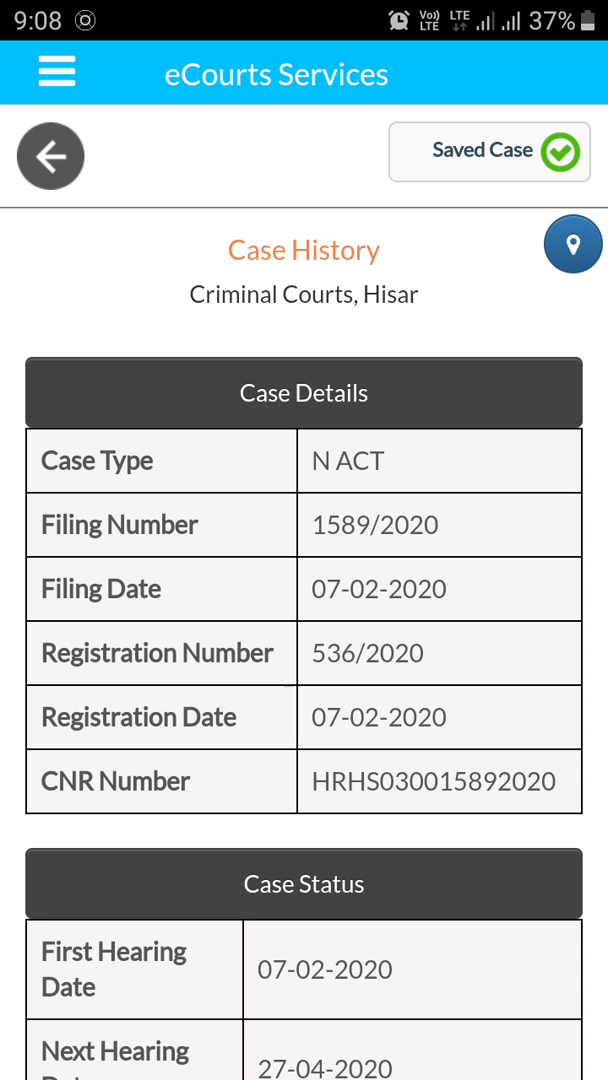 9:08 Vo)) LTE LTE 37%
eCourts Services
Saved Case
Case History
Criminal Courts, Hisar
Case Details
Case Type N ACT
Filing Number 1589/2020
Filing Date 07-02-2020
Registration Number 536/2020
Registration Date 07-02-2020
CNR Number HRHS030015892020
Case Status
First Hearing
Date 07-02-2020
Next Hearing
27-04-2020